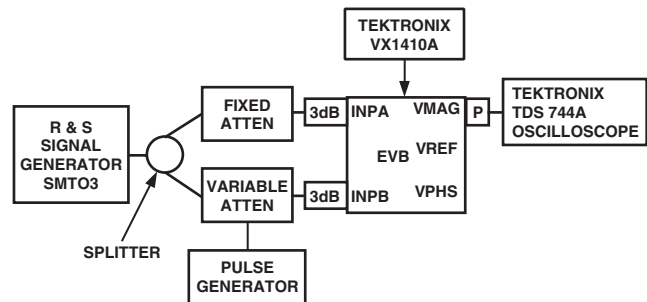 TEKTRONIX
VX1410A
R & S
SIGNAL
GENERATOR
SMTO3
SPLITTER
FIXED
ATTEN
VARIABLE
ATTEN
PULSE
GENERATOR
3dB
3dB
INPA
VMAG
EVB
VREF
INPB
VPHS
P
TEKTRONIX
TDS 744A
OSCILLOSCOPE